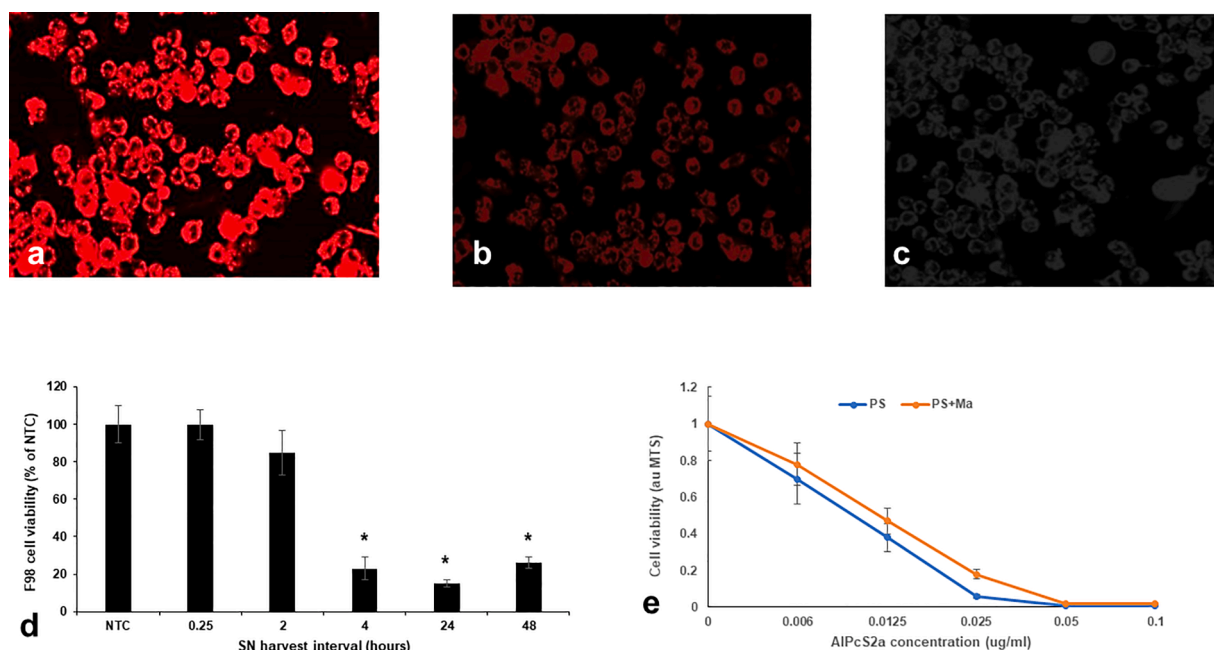 a
b
c
120
100
80
60
40
20
0
F98 cell viability (% of NTC)
*
*
*
NTC 0.25 2 4 24 48
SN harvest interval (hours)
d
1.2
1
0.8
0.6
0.4
0.2
0
Cell viability (au MTS)
PS PS+Ma
0 0.006 0.0125 0.025 0.05 0.1
AlPcS2a concentration (ug/ml)
e